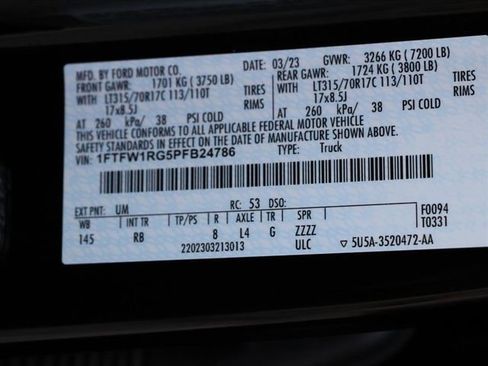 MFD. BY FORD MOTOR CO.
DATE: 03/23 GVWR: 3266 KG (7200 LB)
FRONT GAWR: 1701 KG (3750 LB) REAR GAWR: 1724 KG (3800 LB)
WITH LT315/70R17C 113/110T TIRES WITH LT315/70R17C 113/110T TIRES
17x8.5J RIMS 17x8.5J RIMS
AT 260 kPa/ 38 PSI COLD AT 260 kPa/ 38 PSI COLD
THIS VEHICLE CONFORMS TO ALL APPLICABLE FEDERAL MOTOR VEHICLE
SAFETY STANDARDS IN EFFECT ON THE DATE OF MANUFACTURE SHOWN ABOVE.
VIN: 1FTFW1RG5PFB24786 TYPE: Truck
EXT PNT: UM RC: 53 DSO: F0094
WB INT TR TP/PS R AXLE TR SPR T0331
145 RB 8 L4 G ZZZZ
2202303213013 ULC ▽ 5U5A-3520472-AA